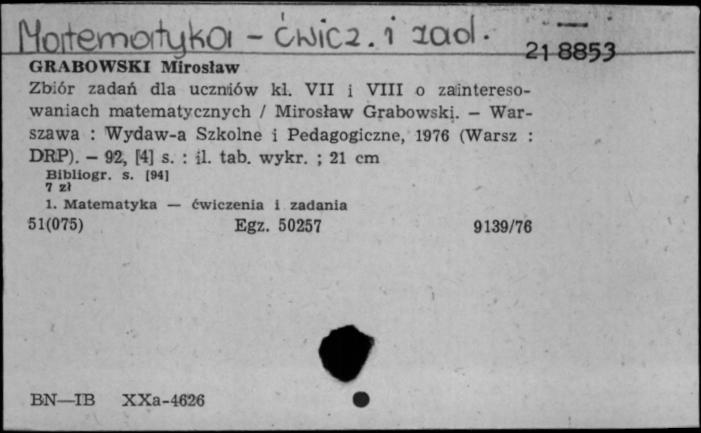 Matematyka - ćwicz. i zad.
21 8853
GRABOWSKI Mirosław
Zbiór zadań dla uczniów kl. VII i VIII o zaintereso-
waniach matematycznych / Mirosław Grabowski. — War-
szawa : Wydaw-a Szkolne i Pedagogiczne, 1976 (Warsz :
DRP). — 92, [4] s. : il. tab. wykr. ; 21 cm
Bibliogr. s. [94]
7 zł
1. Matematyka — ćwiczenia i zadania
51(075) Egz. 50257 9139/76
BN—IB XXa-4626